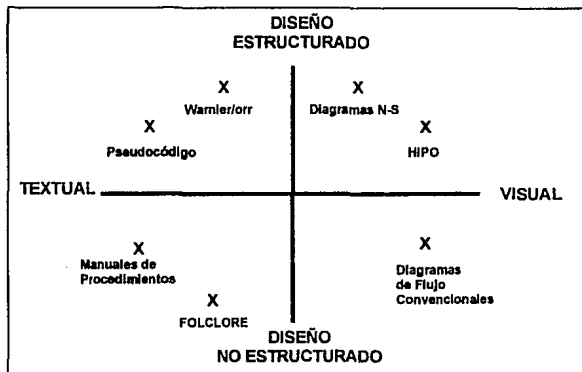 DISEÑO
ESTRUCTURADO
X
X
Warnier/orr
Diagramas N-S
X
X
Pseudocódigo
HIPO
TEXTUAL
VISUAL
X
X
Manuales de
Procedimientos
Diagramas
de Flujo
Convencionales
X
FOLCLORE
DISEÑO
NO ESTRUCTURADO